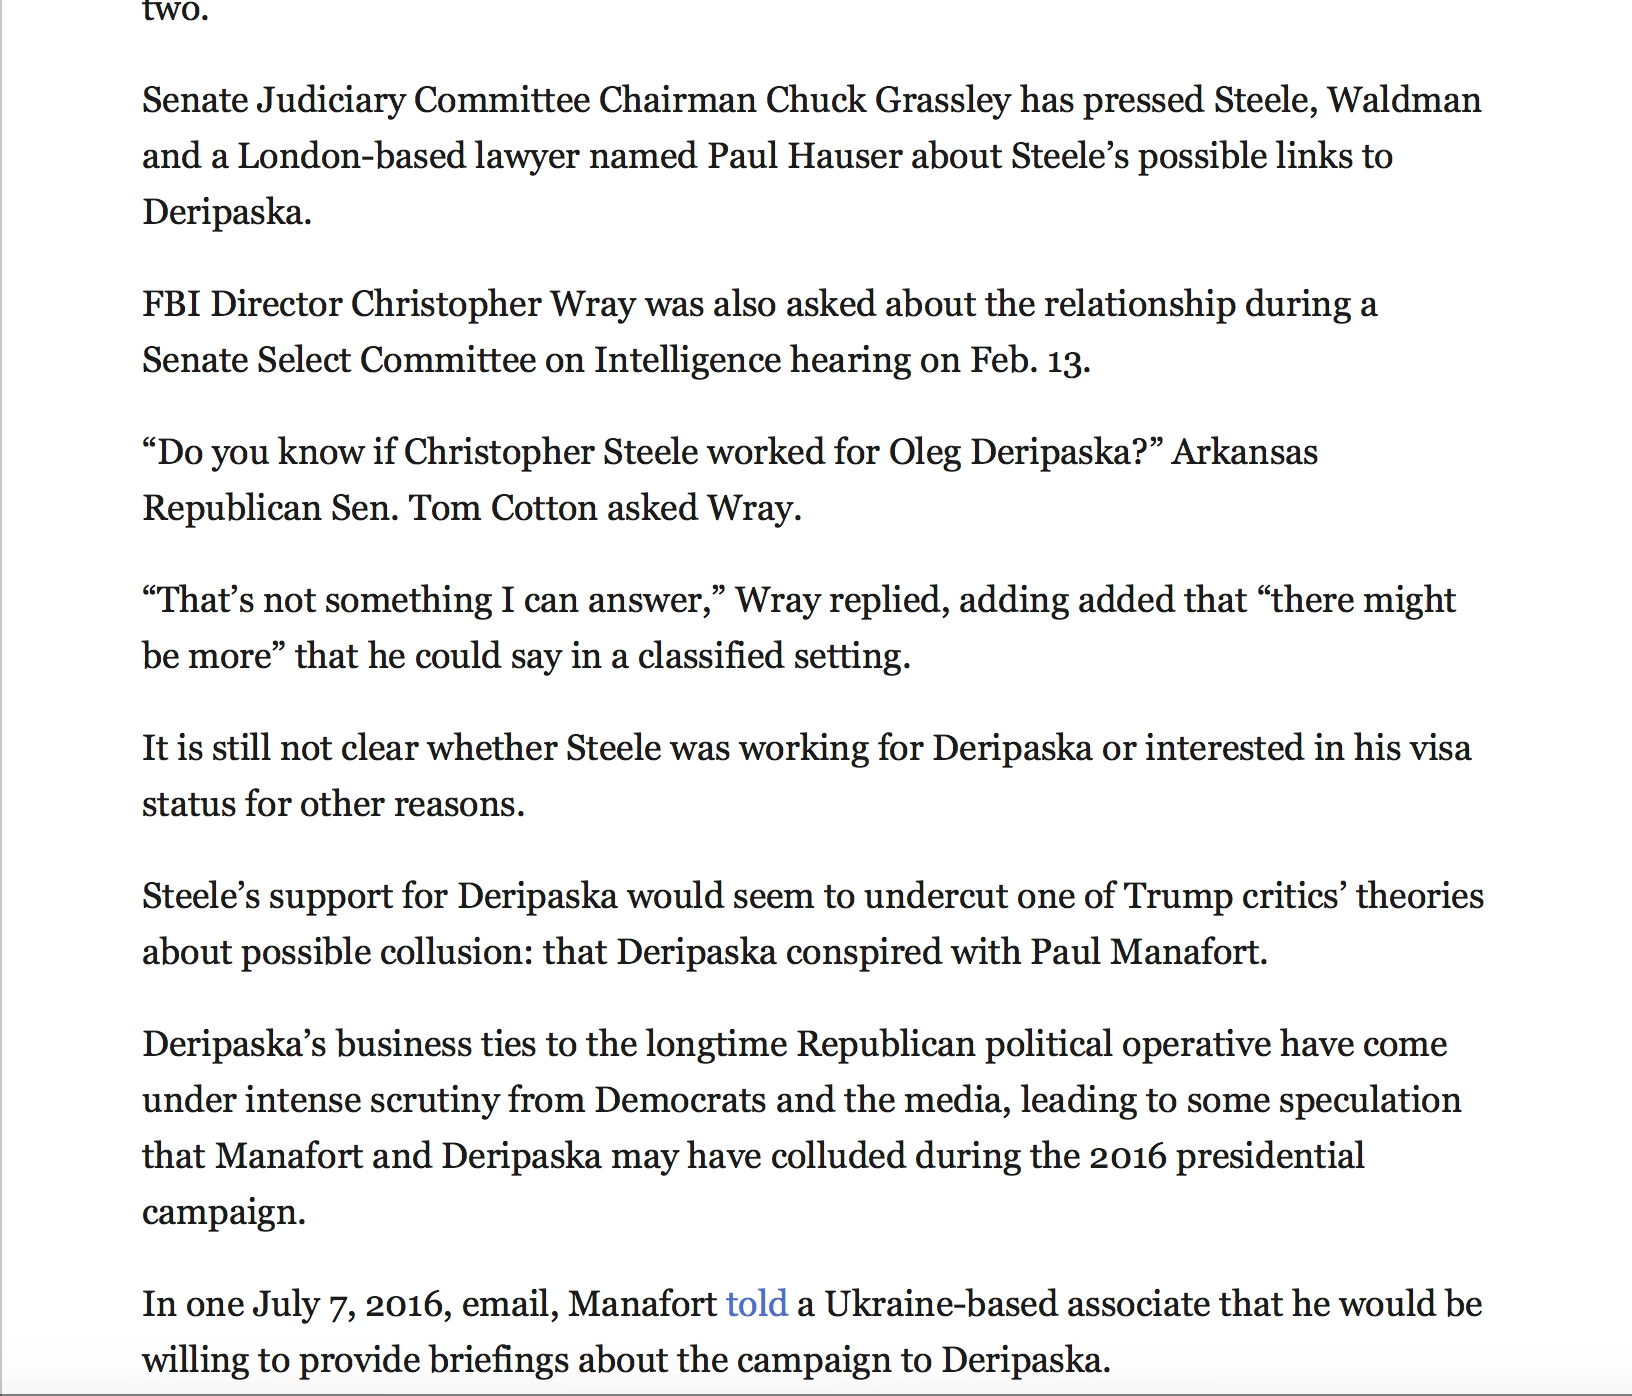 two.
Senate Judiciary Committee Chairman Chuck Grassley has pressed Steele, Waldman
and a London-based lawyer named Paul Hauser about Steele’s possible links to
Deripaska.
FBI Director Christopher Wray was also asked about the relationship during a
Senate Select Committee on Intelligence hearing on Feb. 13.
“Do you know if Christopher Steele worked for Oleg Deripaska?” Arkansas
Republican Sen. Tom Cotton asked Wray.
“That’s not something I can answer,” Wray replied, adding added that “there might
be more” that he could say in a classified setting.
It is still not clear whether Steele was working for Deripaska or interested in his visa
status for other reasons.
Steele’s support for Deripaska would seem to undercut one of Trump critics’ theories
about possible collusion: that Deripaska conspired with Paul Manafort.
Deripaska’s business ties to the longtime Republican political operative have come
under intense scrutiny from Democrats and the media, leading to some speculation
that Manafort and Deripaska may have colluded during the 2016 presidential
campaign.
In one July 7, 2016, email, Manafort told a Ukraine-based associate that he would be
willing to provide briefings about the campaign to Deripaska.